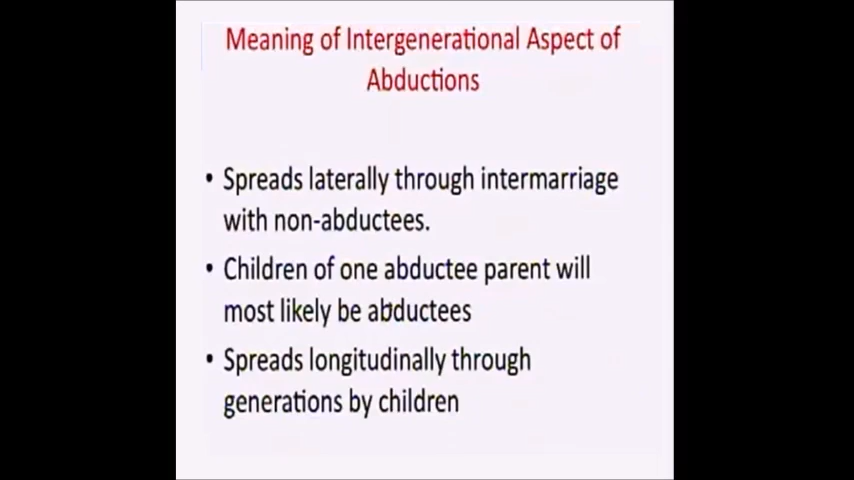 Meaning of Intergenerational Aspect of
Abductions
• Spreads laterally through intermarriage
with non-abductees.
• Children of one abductee parent will
most likely be abductees
• Spreads longitudinally through
generations by children